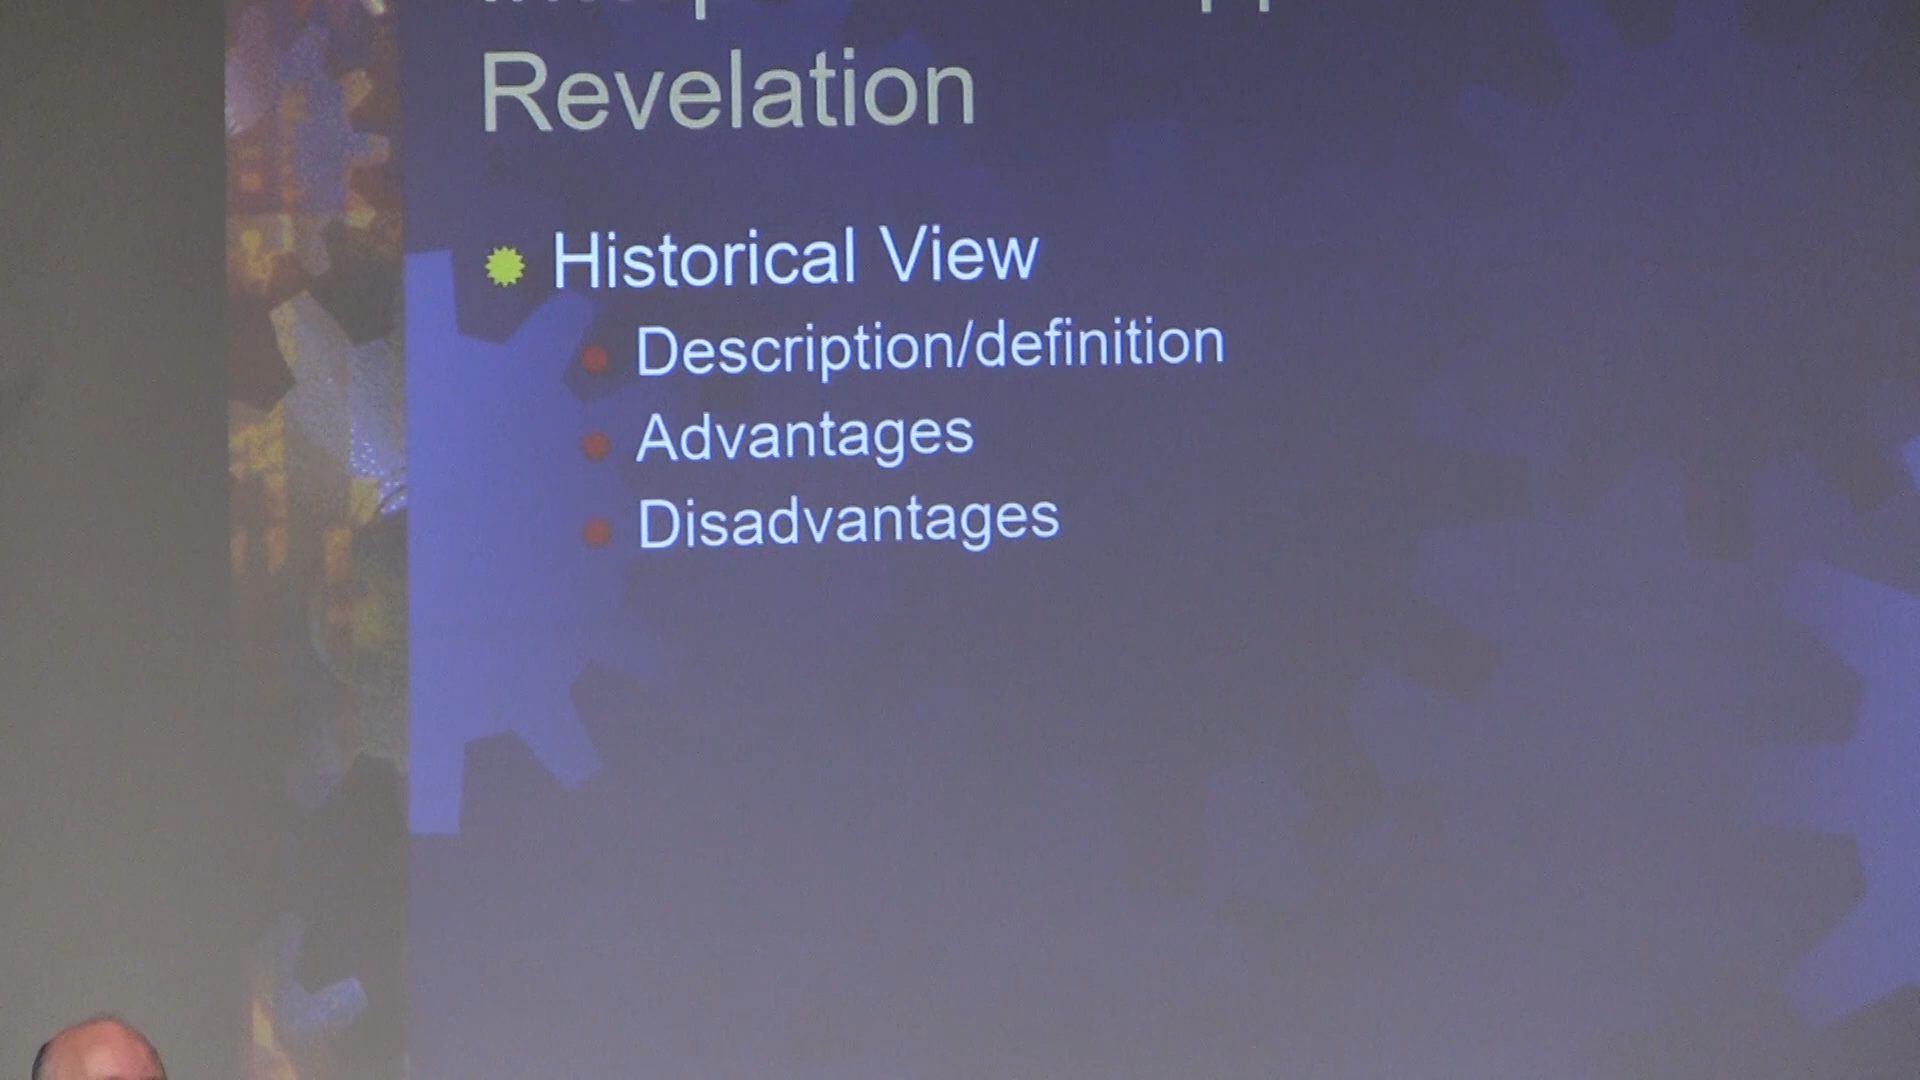 Revelation
Historical View
Description/definition
Advantages
Disadvantages